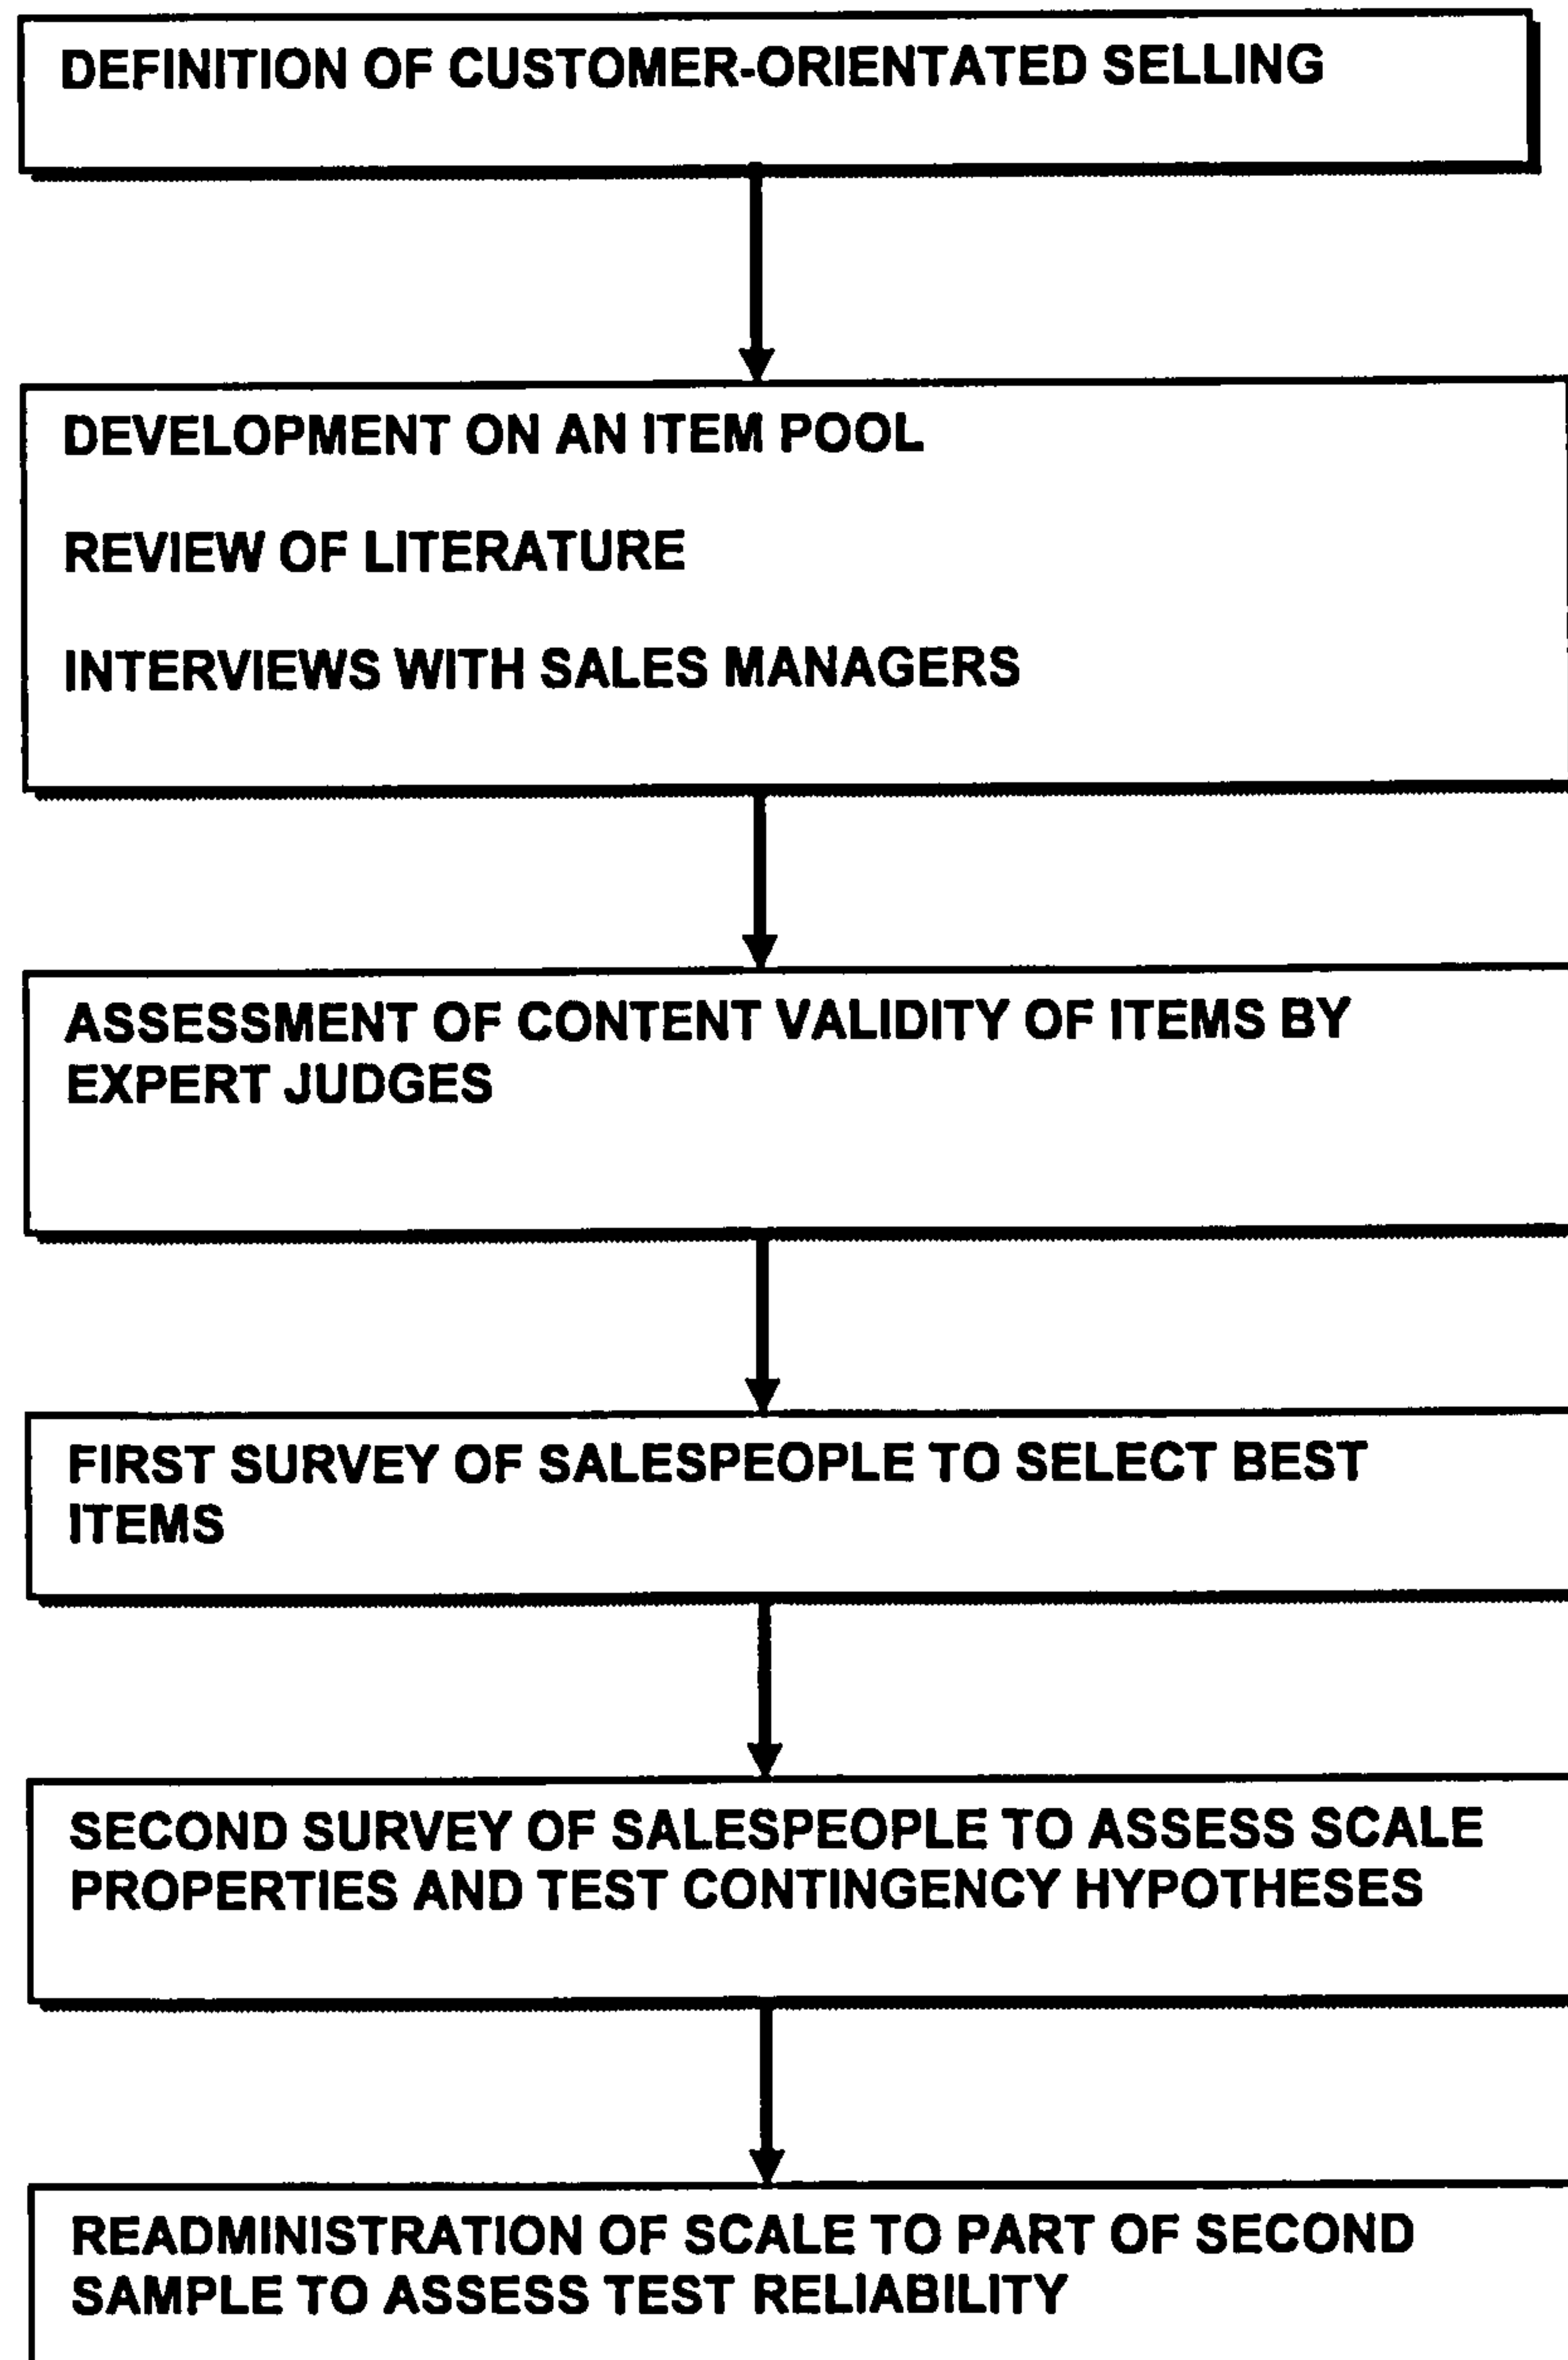 DEFINITION OF CUSTOMER-ORIENTATED SELLING
DEVELOPMENT ON AN ITEM POOL
REVIEW OF LITERATURE
INTERVIEWS WITH SALES MANAGERS
ASSESSMENT OF CONTENT VALIDITY OF ITEMS BY
EXPERT JUDGES
FIRST SURVEY OF SALESPEOPLE TO SELECT BEST
ITEMS
SECOND SURVEY OF SALESPEOPLE TO ASSESS SCALE
PROPERTIES AND TEST CONTINGENCY HYPOTHESES
READMINISTRATION OF SCALE TO PART OF SECOND
SAMPLE TO ASSESS TEST RELIABILITY